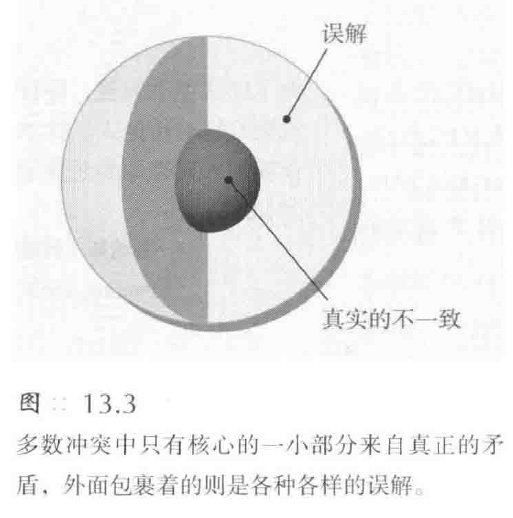 误解
真实的不一致
图 :: 13.3
多数冲突中只有核心的一小部分来自真正的矛
盾，外面包裹着的则是各种各样的误解。